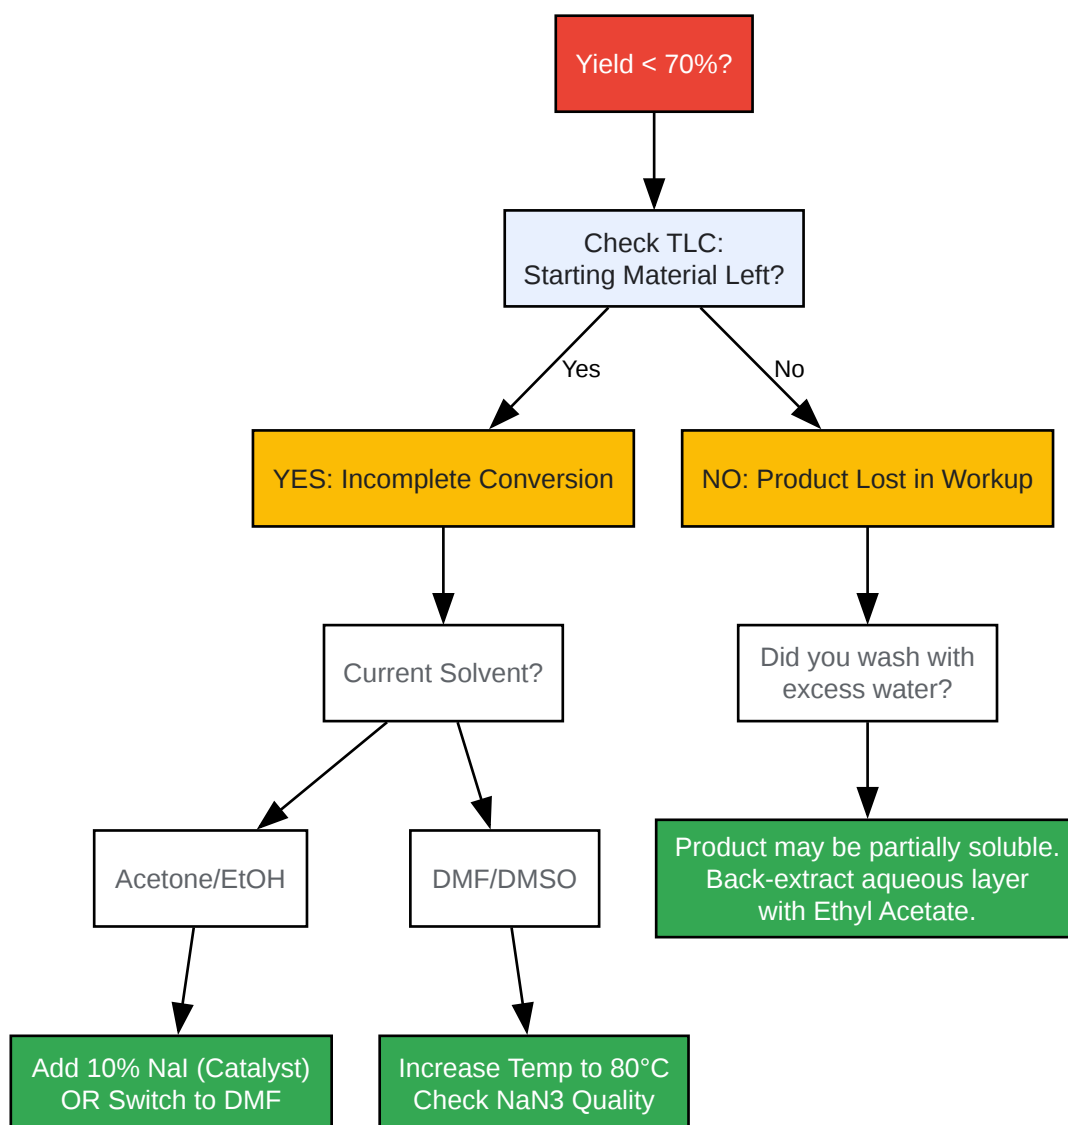 Yield < 70%?
Check TLC:
Starting Material Left?
Yes
No
YES: Incomplete Conversion
NO: Product Lost in Workup
Current Solvent?
Did you wash with
excess water?
Acetone/EtOH
DMF/DMSO
Product may be partially soluble.
Back-extract aqueous layer
with Ethyl Acetate.
Add 10% NaI (Catalyst)
OR Switch to DMF
Increase Temp to 80°C
Check NaN3 Quality